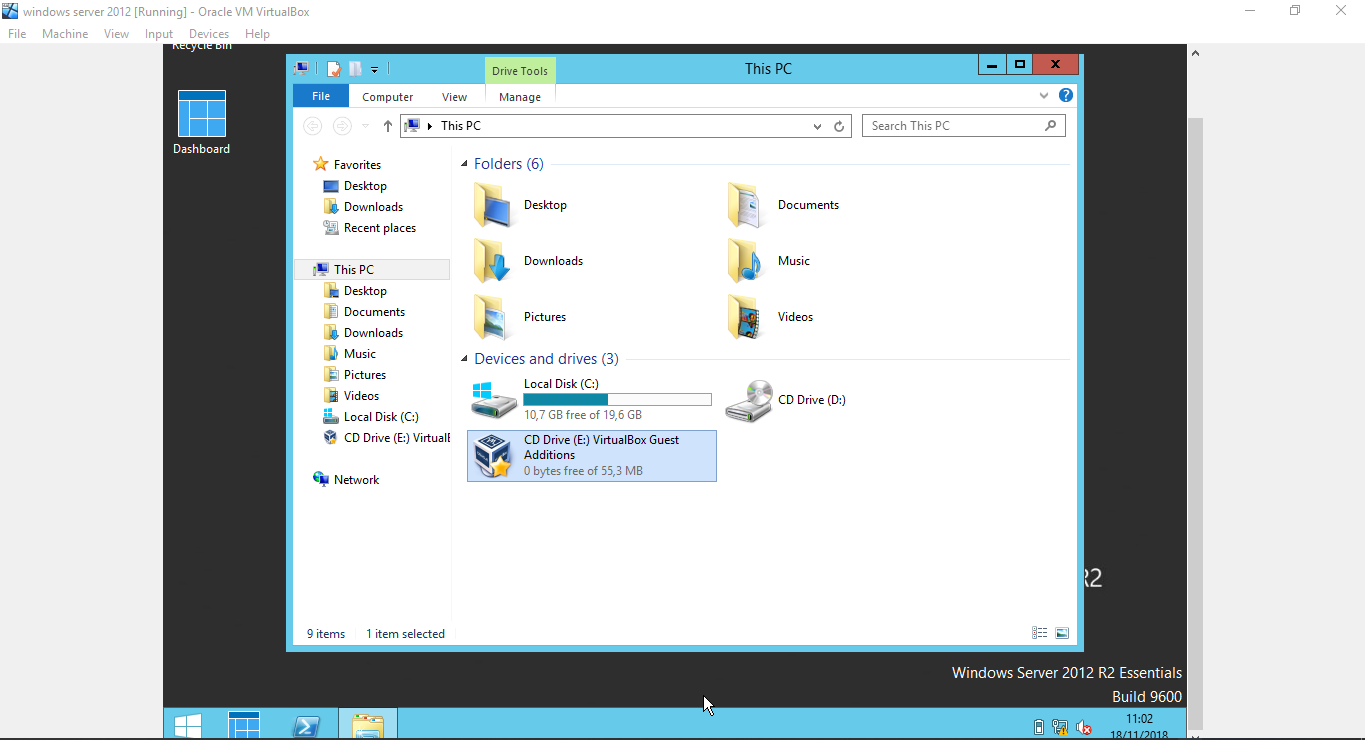 windows server 2012 [Running] - Oracle VM VirtualBox
File Machine View Input Devices Help
Recycle Bin
Dashboard
Drive Tools
This PC
File Computer View Manage
This PC
Search This PC
Favorites
Desktop
Downloads
Recent places
This PC
Desktop
Documents
Downloads
Music
Pictures
Videos
Local Disk (C:)
CD Drive (E:) VirtualB
Network
Folders (6)
Desktop
Documents
Downloads
Music
Pictures
Videos
Devices and drives (3)
Local Disk (C:)
10,7 GB free of 19,6 GB
CD Drive (D:)
CD Drive (E:) VirtualBox Guest
Additions
0 bytes free of 55,3 MB
9 items 1 item selected
R2
Windows Server 2012 R2 Essentials
Build 9600
11:02
18/11/2018